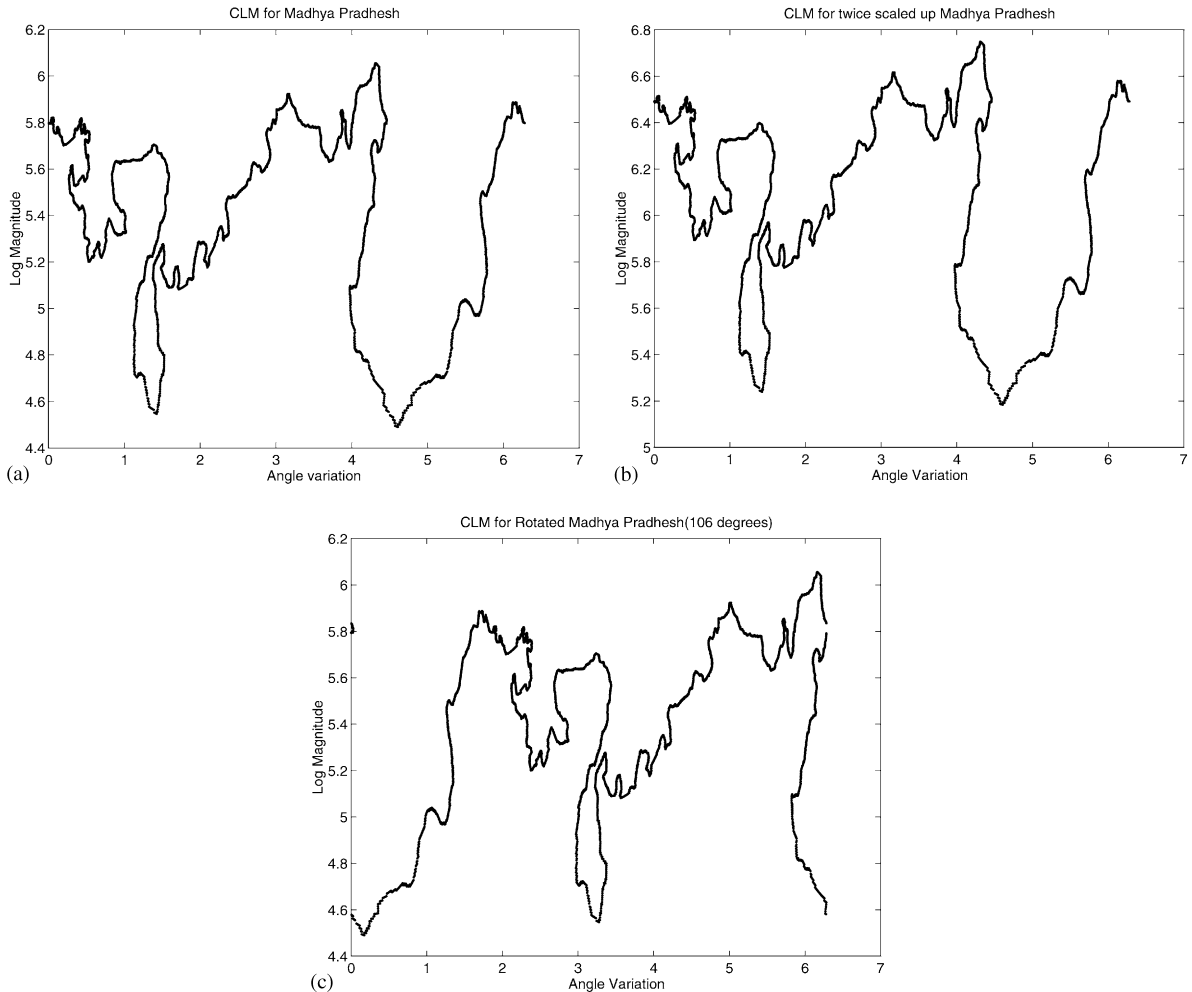 CLM for Madhya Pradhesh
6.2
6
5.8
5.6
5.4
5.2
5
4.8
4.6
4.4
Log Magnitude
0 1 2 3 4 5 6 7
Angle variation
(a)
CLM for twice scaled up Madhya Pradhesh
6.8
6.6
6.4
6.2
6
5.8
5.6
5.4
5.2
5
Log Magnitude
0 1 2 3 4 5 6 7
Angle Variation
(b)
CLM for Rotated Madhya Pradhesh(106 degrees)
6.2
6
5.8
5.6
5.4
5.2
5
4.8
4.6
4.4
Log Magnitude
0 1 2 3 4 5 6 7
Angle Variation
(c)